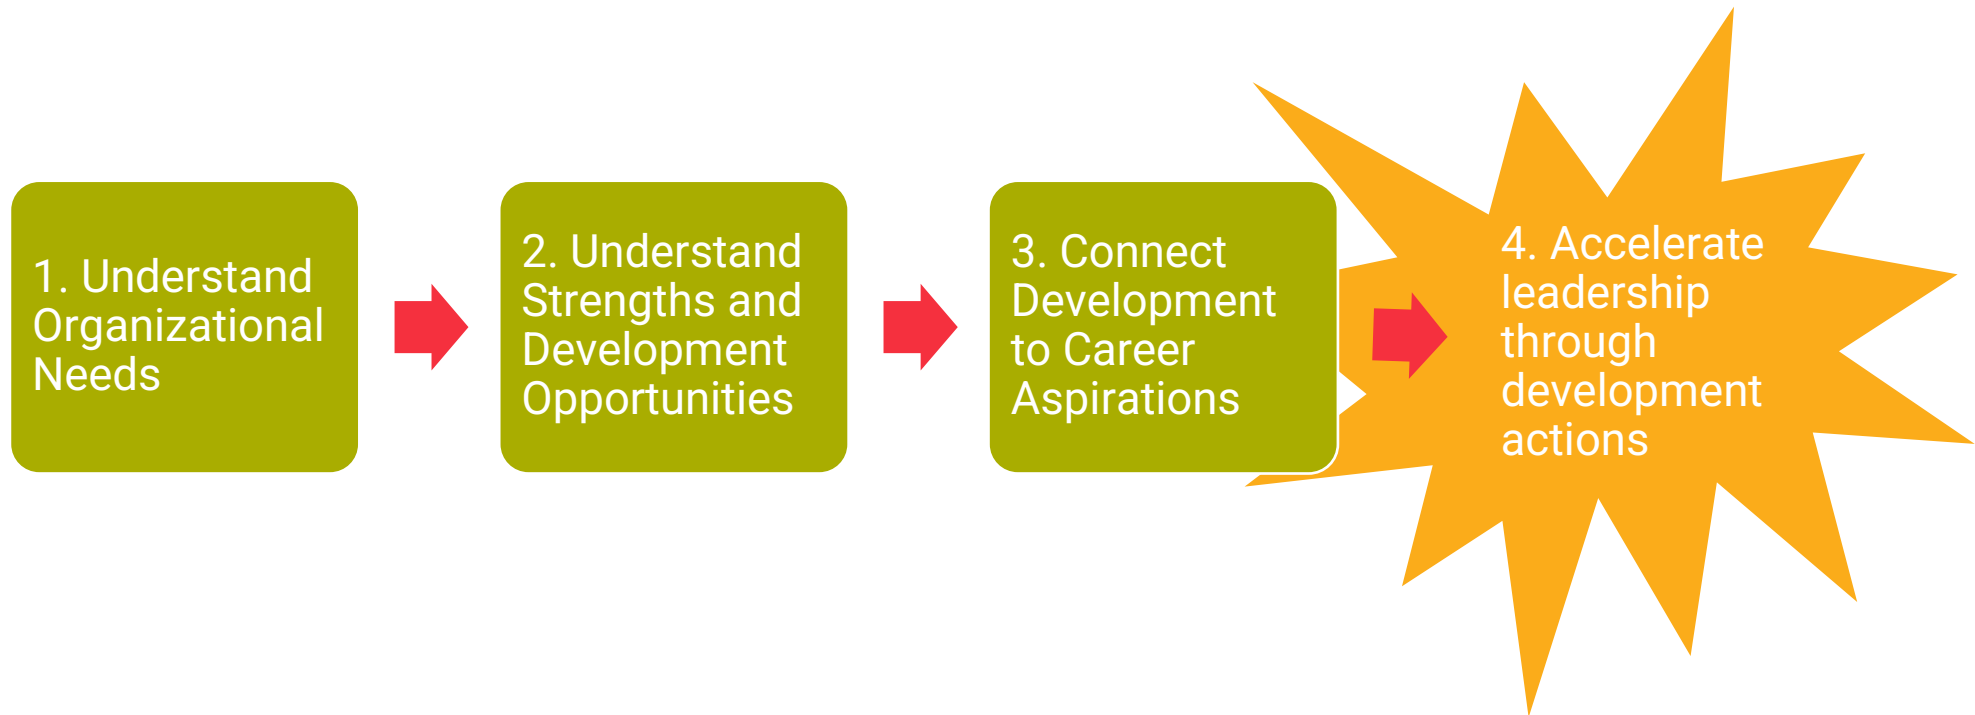 1. Understand
Organizational
Needs
2. Understand
Strengths and
Development
Opportunities
3. Connect
Development
to Career
Aspirations
4. Accelerate
leadership
through
development
actions